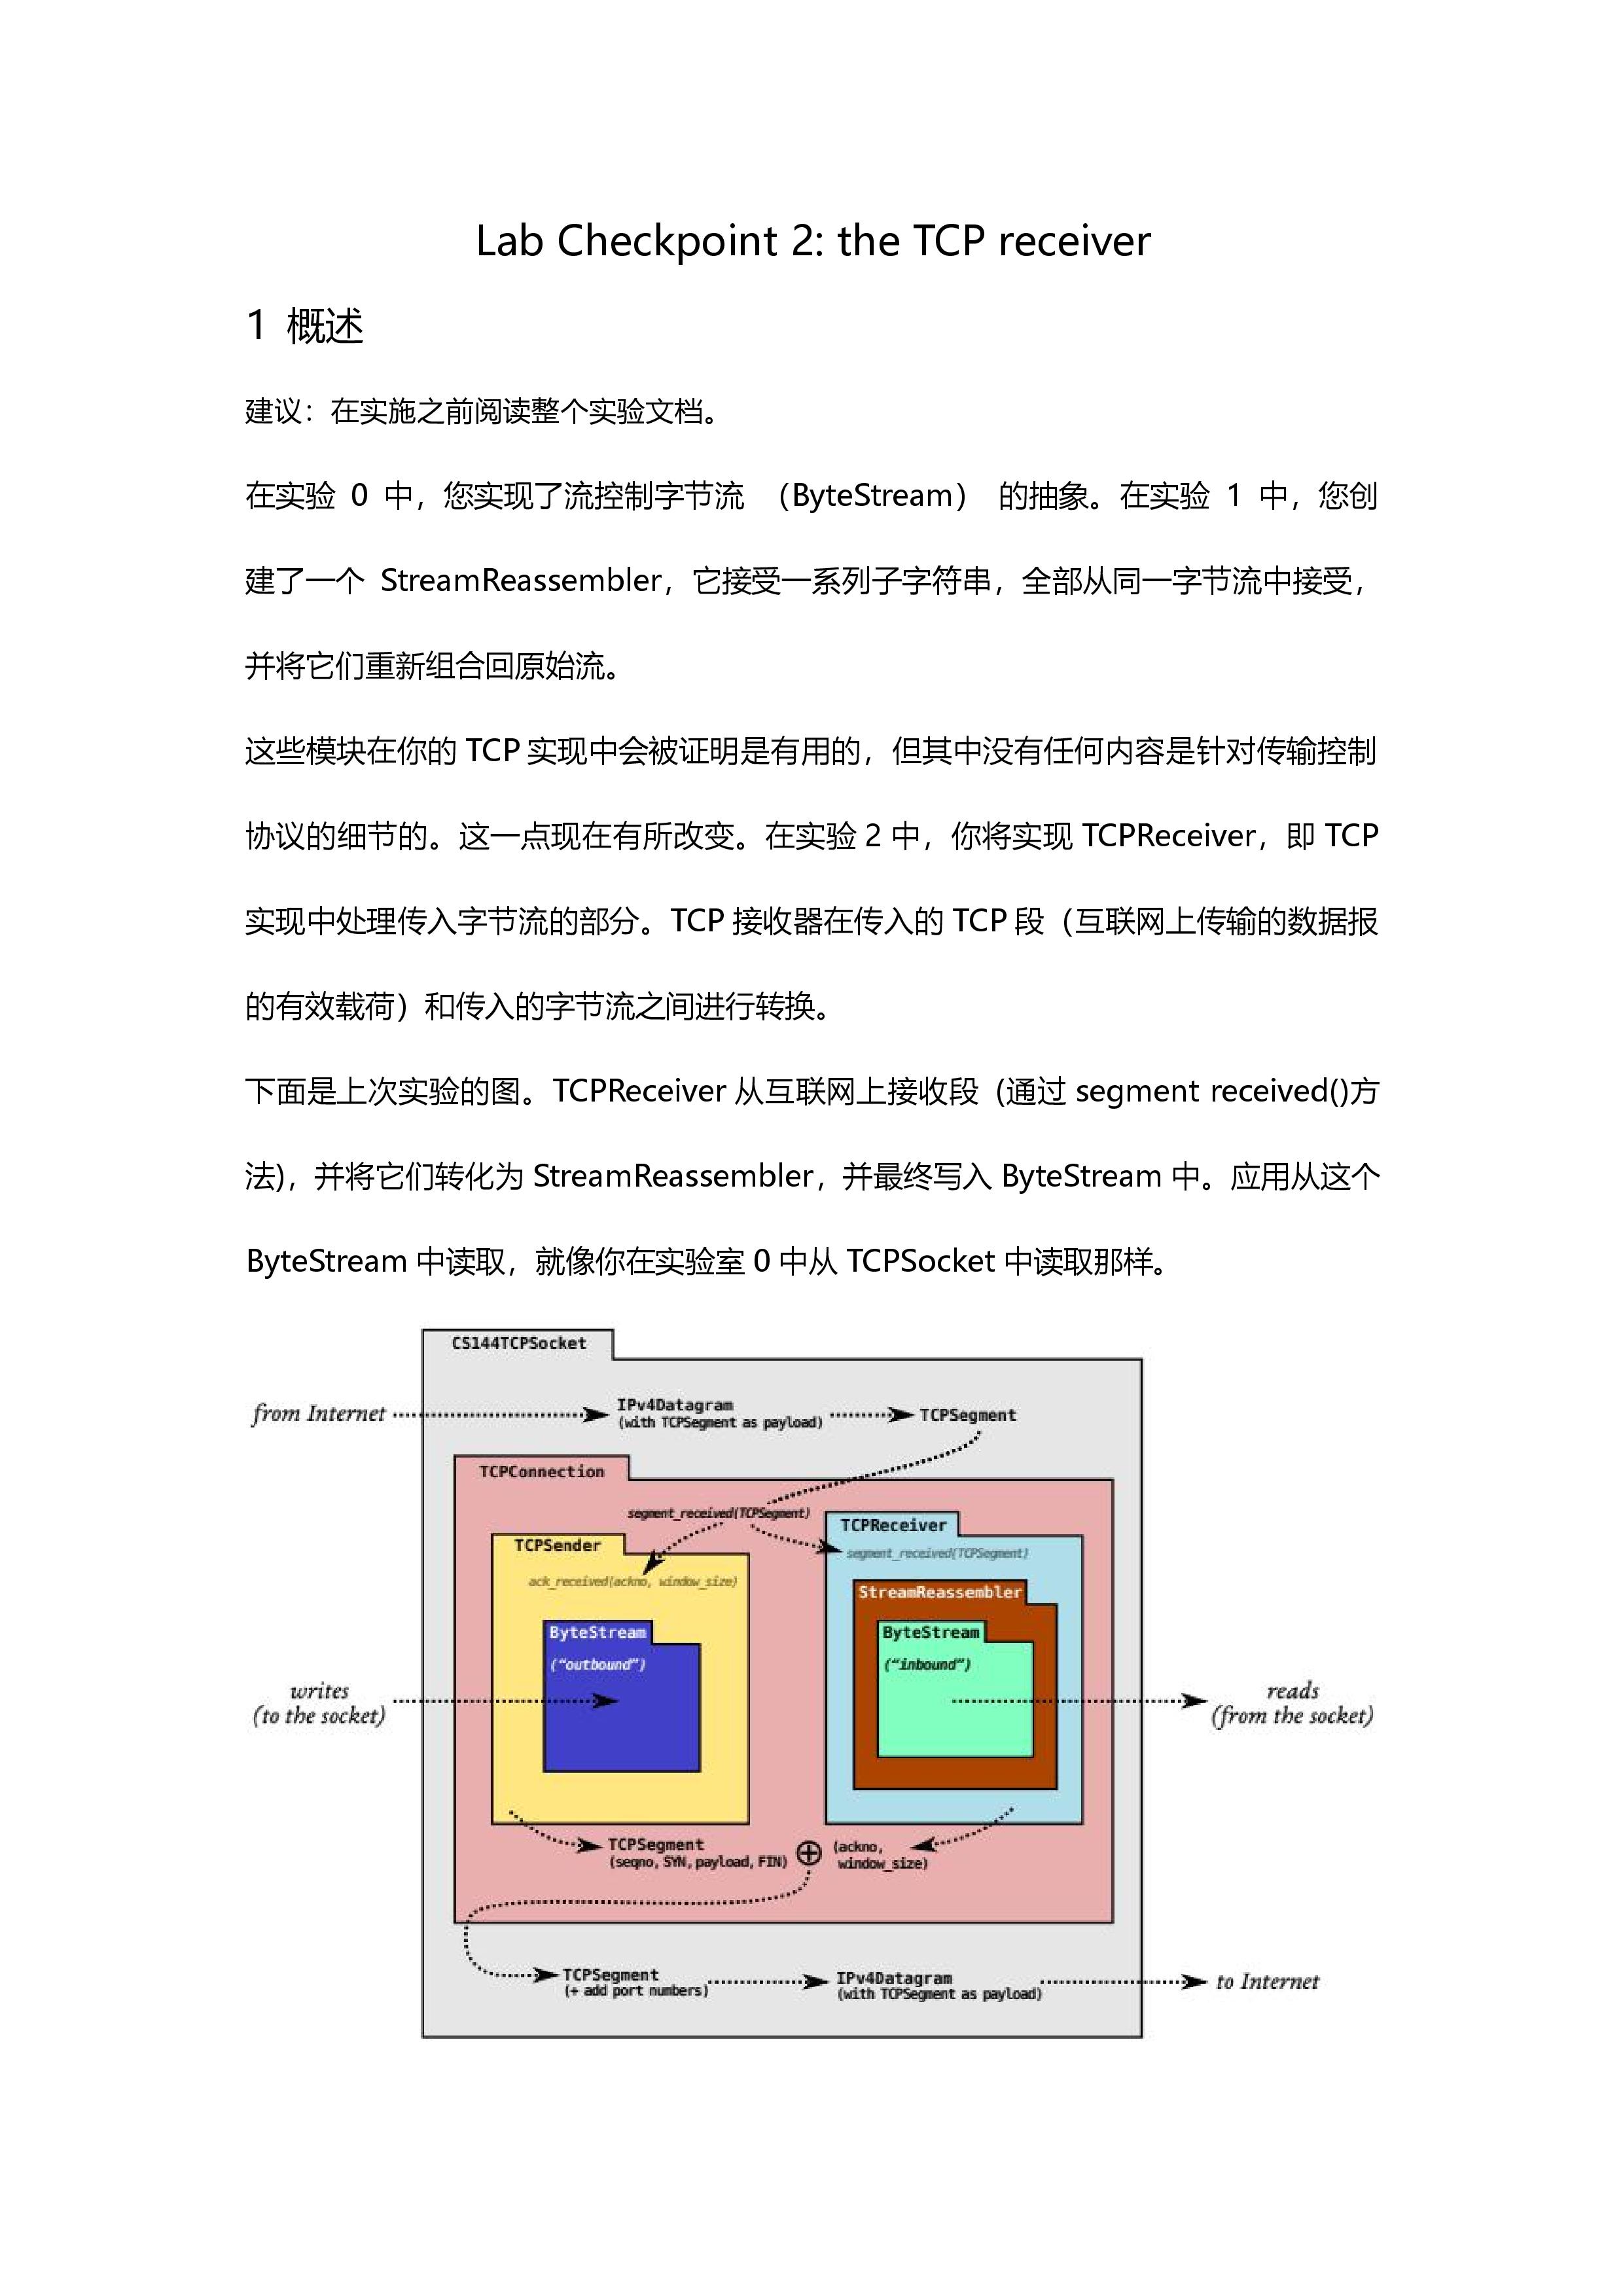 Lab Checkpoint 2: the TCP receiver
1 概述
建议：在实施之前阅读整个实验文档。
在实验 0 中，您实现了流控制字节流 （ByteStream） 的抽象。在实验 1 中，您创
建了一个 StreamReassembler，它接受一系列子字符串，全部从同一字节流中接受，
并将它们重新组合回原始流。
这些模块在你的 TCP 实现中会被证明是有用的，但其中没有任何内容是针对传输控制
协议的细节的。这一点现在有所改变。在实验 2 中，你将实现 TCPReceiver，即 TCP
实现中处理传入字节流的部分。TCP 接收器在传入的 TCP 段（互联网上传输的数据报
的有效载荷）和传入的字节流之间进行转换。
下面是上次实验的图。TCPReceiver 从互联网上接收段 (通过 segment received()方
法)，并将它们转化为 StreamReassembler，并最终写入 ByteStream 中。应用从这个
ByteStream 中读取，就像你在实验室 0 中从 TCPSocket 中读取那样。
CS144TCPSocket
from Internet
IPv4Datagram
(with TCPSegment as payload)
TCPSegment
TCPConnection
segment_received(TCPSegment)
TCPReceiver
segment_received(TCPSegment)
TCPSender
ack_received(ackno, window_size)
StreamReassembler
ByteStream
("outbound")
ByteStream
("inbound")
writes
(to the socket)
reads
(from the socket)
TCPSegment
(seqno, SYN, payload, FIN)
(ackno,
window_size)
TCPSegment
(+ add port numbers)
IPv4Datagram
(with TCPSegment as payload)
to Internet